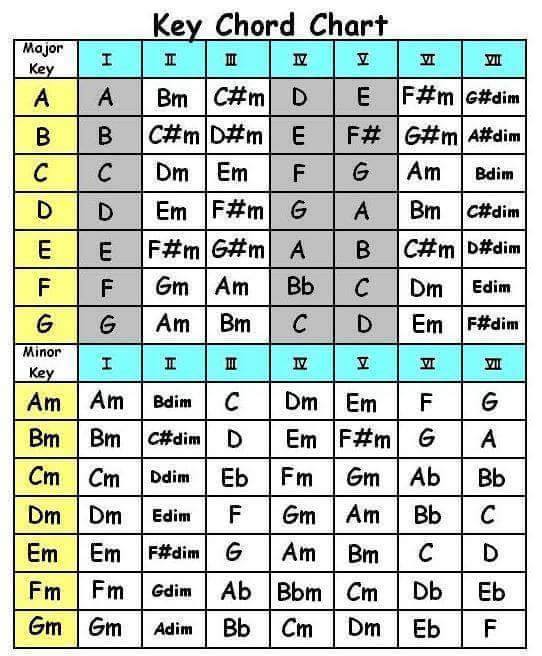 Key Chord Chart
Major Key I II III IV V VI VII
A A Bm C#m D E F#m G#dim
B B C#m D#m E F# G#m A#dim
C C Dm Em F G Am Bdim
D D Em F#m G A Bm C#dim
E E F#m G#m A B C#m D#dim
F F Gm Am Bb C Dm Edim
G G Am Bm C D Em F#dim
Minor Key I II III IV V VI VII
Am Am Bdim C Dm Em F G
Bm Bm C#dim D Em F#m G A
Cm Cm Ddim Eb Fm Gm Ab Bb
Dm Dm Edim F Gm Am Bb C
Em Em F#dim G Am Bm C D
Fm Fm Gdim Ab Bbm Cm Db Eb
Gm Gm Adim Bb Cm Dm Eb F